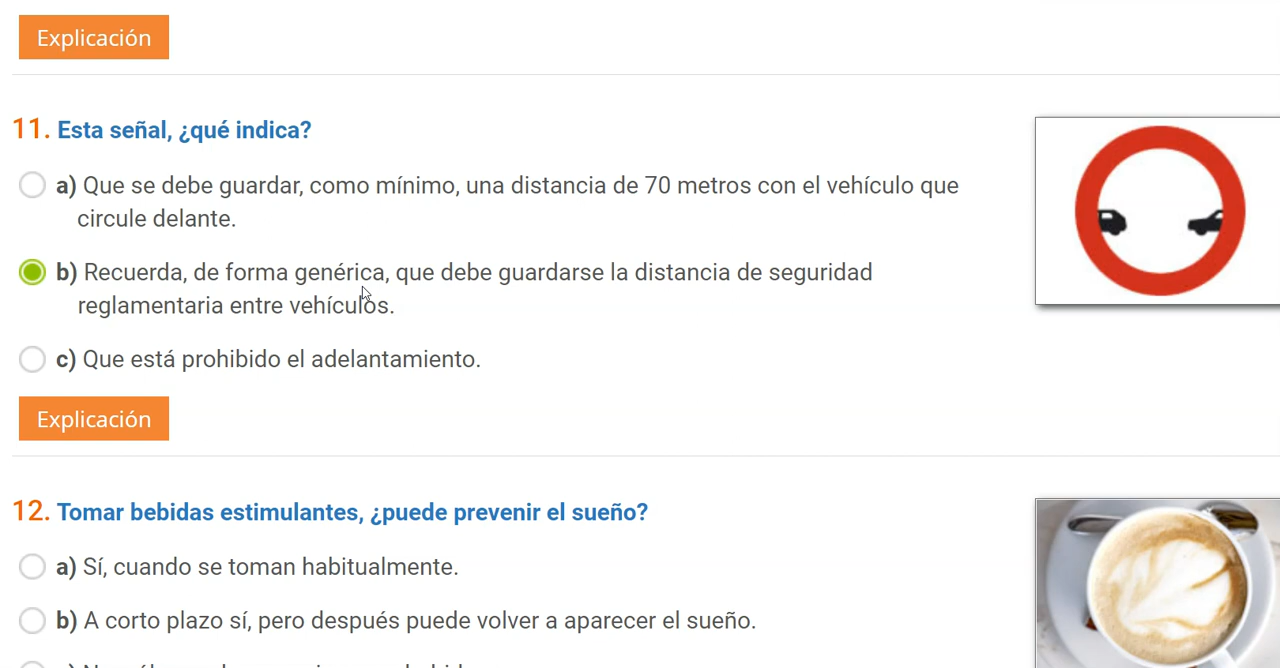 Explicación
11. Esta señal, ¿qué indica?
a) Que se debe guardar, como mínimo, una distancia de 70 metros con el vehículo que
circule delante.
b) Recuerda, de forma genérica, que debe guardarse la distancia de seguridad
reglamentaria entre vehículos.
c) Que está prohibido el adelantamiento.
Explicación
12. Tomar bebidas estimulantes, ¿puede prevenir el sueño?
a) Sí, cuando se toman habitualmente.
b) A corto plazo sí, pero después puede volver a aparecer el sueño.